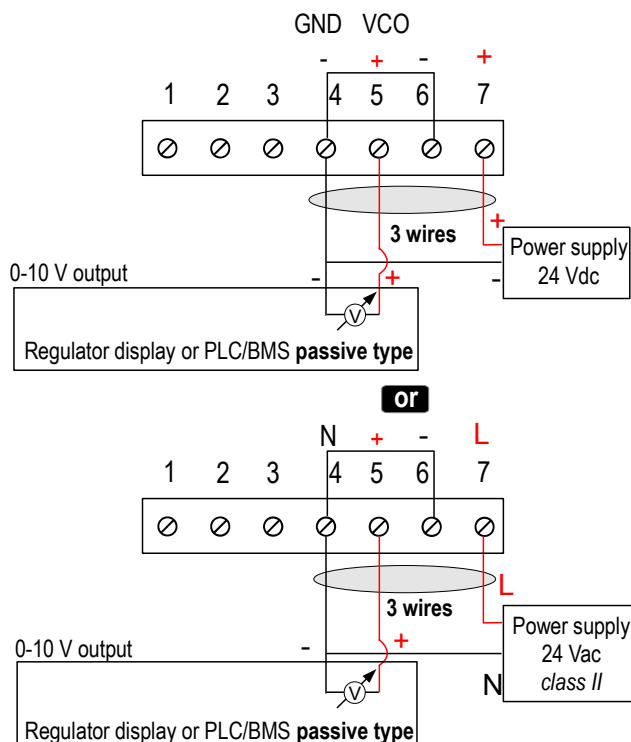 GND VCO
- + - +
1 2 3 4 5 6 7
+
3 wires
Power supply
24 Vdc
0-10 V output
- + -
V
Regulator display or PLC/BMS passive type
or
N + - L
1 2 3 4 5 6 7
L
3 wires
Power supply
24 Vac
class II
0-10 V output
- + N
V
Regulator display or PLC/BMS passive type